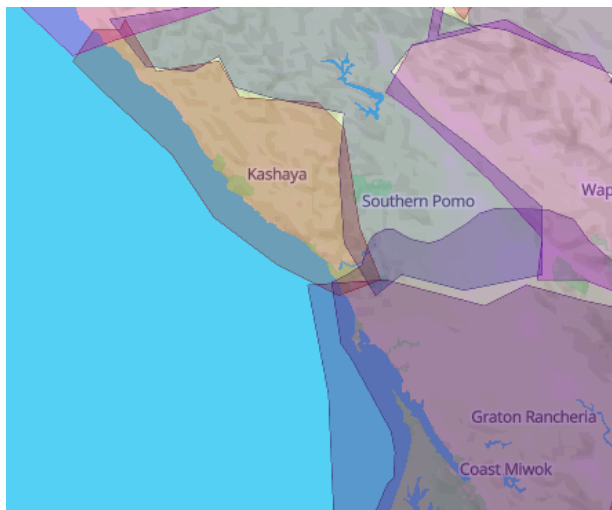 Kashaya
Southern Pomo
Wap
Graton Rancheria
Coast Miwok